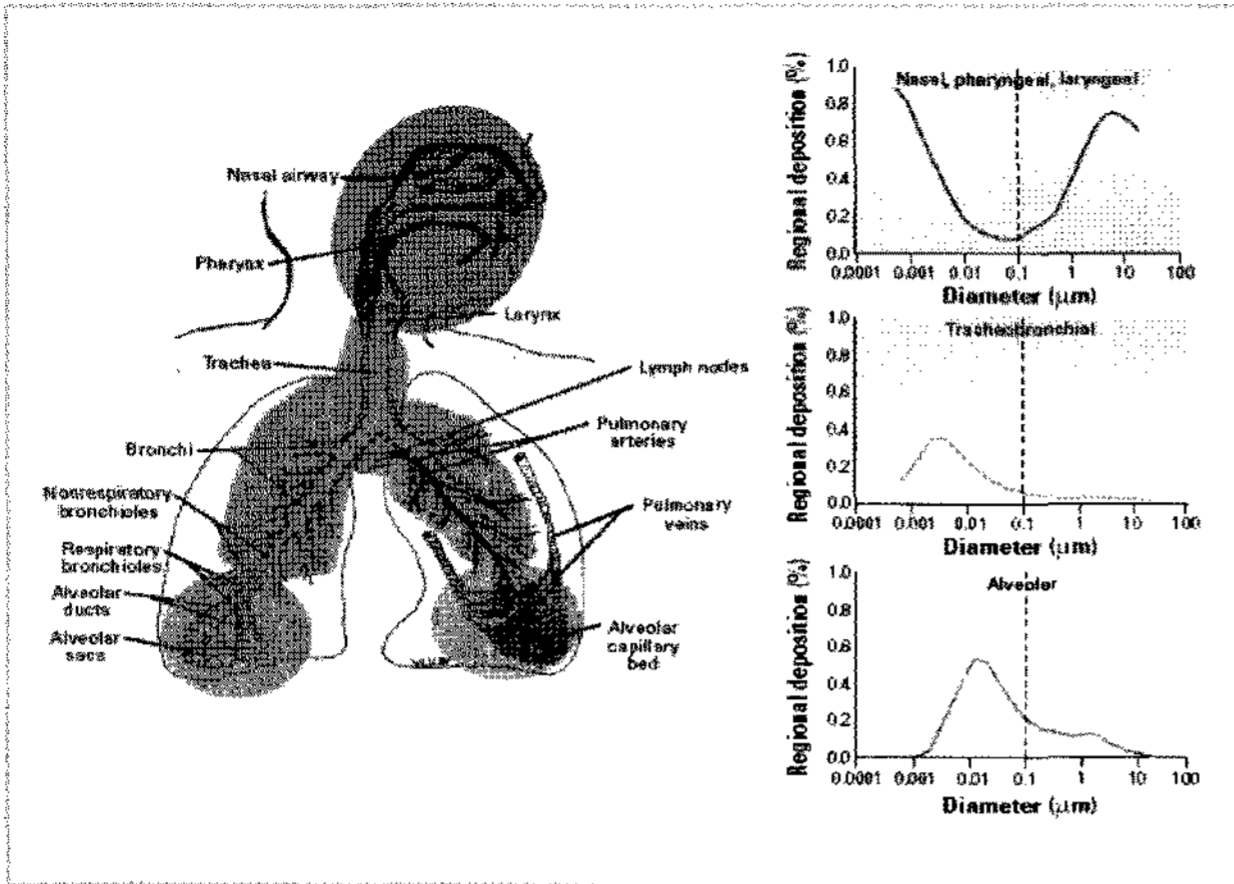 Nasal airway
Pharynx
Larynx
Trachea
Lymph nodes
Bronchi
Pulmonary
arteries
Nonrespiratory
bronchioles
Pulmonary
veins
Respiratory
bronchioles
Alveolar
ducts
Alveolar
sacs
Alveolar
capillary
bed
Regional deposition (%)
1.0
0.8
0.6
0.4
0.2
0.0
Nasal, pharyngeal, laryngeal
0.0001 0.001 0.01 0.1 1 10 100
Diameter (μm)
Regional deposition (%)
1.0
0.8
0.6
0.4
0.2
0.0
Tracheobronchial
0.0001 0.001 0.01 0.1 1 10 100
Diameter (μm)
Regional deposition (%)
1.0
0.8
0.6
0.4
0.2
0.0
Alveolar
0.0001 0.001 0.01 0.1 1 10 100
Diameter (μm)